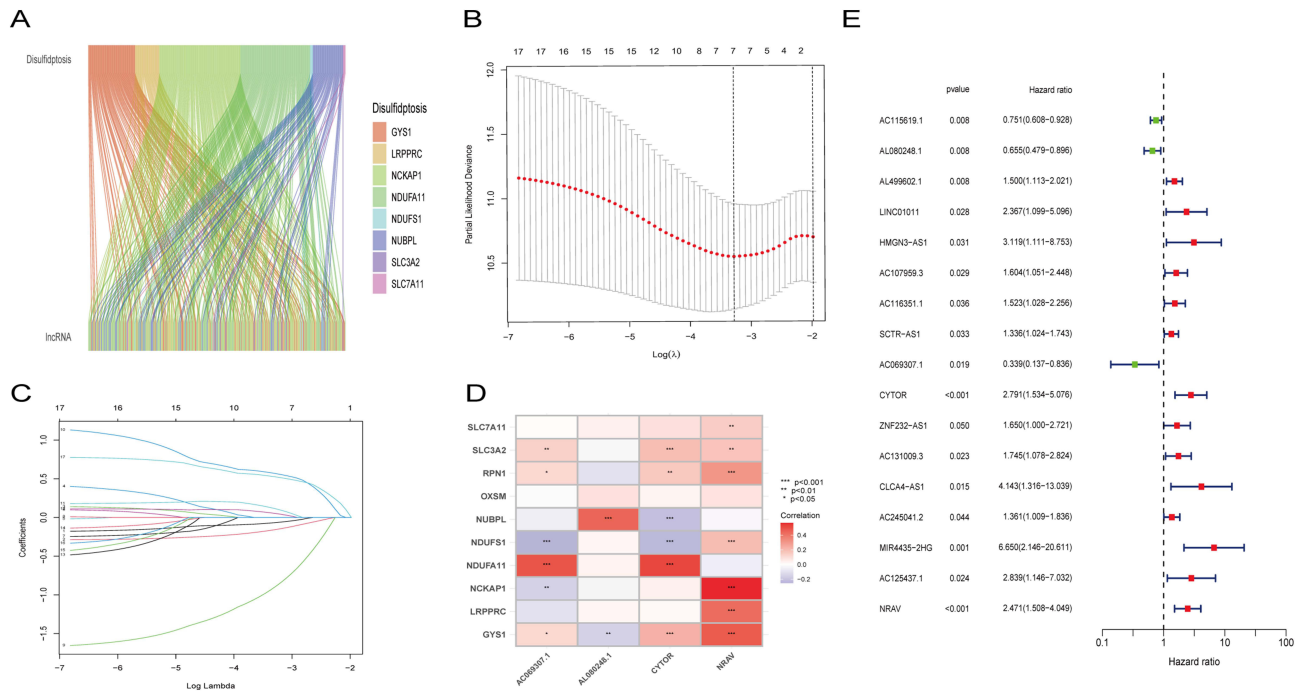 A
Disulfidptosis
lncRNA
Disulfidptosis
GYS1
LRPPRC
NCKAP1
NDUFA11
NDUFS1
NUBPL
SLC3A2
SLC7A11
B
17 17 16 16 15 15 12 10 8 7 7 5 4 2
Partial Likelihood Deviance
12.0
11.5
11.0
10.5
-7 -6 -5 -4 -3 -2
Log(λ)
C
17 16 15 10 7 1
Coefficients
1.0
0.5
0.0
-0.5
-1.0
-1.5
-7 -6 -5 -4 -3 -2
Log Lambda
D
SLC7A11 **
SLC3A2 ** *** **
RPN1 * ** ***
OXSM
NUBPL *** ***
NDUFS1 *** *** ***
NDUFA11 *** ***
NCKAP1 ** ***
LRPPRC ***
GYS1 * ** *** ***
AC069307.1 AL080248.1 CYTOR NRAV
*** p<0.001
** p<0.01
* p<0.05
Correlation
0.4
0.2
0.0
-0.2
E
pvalue Hazard ratio
AC115619.1 0.008 0.751(0.608-0.928)
AL080248.1 0.008 0.655(0.479-0.896)
AL499602.1 0.008 1.500(1.113-2.021)
LINC01011 0.028 2.367(1.099-5.096)
HMGN3-AS1 0.031 3.119(1.111-8.753)
AC107959.3 0.029 1.604(1.051-2.448)
AC116351.1 0.036 1.523(1.028-2.256)
SCTR-AS1 0.033 1.336(1.024-1.743)
AC069307.1 0.019 0.339(0.137-0.836)
CYTOR <0.001 2.791(1.534-5.076)
ZNF232-AS1 0.050 1.650(1.000-2.721)
AC131009.3 0.023 1.745(1.078-2.824)
CLCA4-AS1 0.015 4.143(1.316-13.039)
AC245041.2 0.044 1.361(1.009-1.836)
MIR4435-2HG 0.001 6.650(2.146-20.611)
AC125437.1 0.024 2.839(1.146-7.032)
NRAV <0.001 2.471(1.508-4.049)
0.1 1 10 100
Hazard ratio